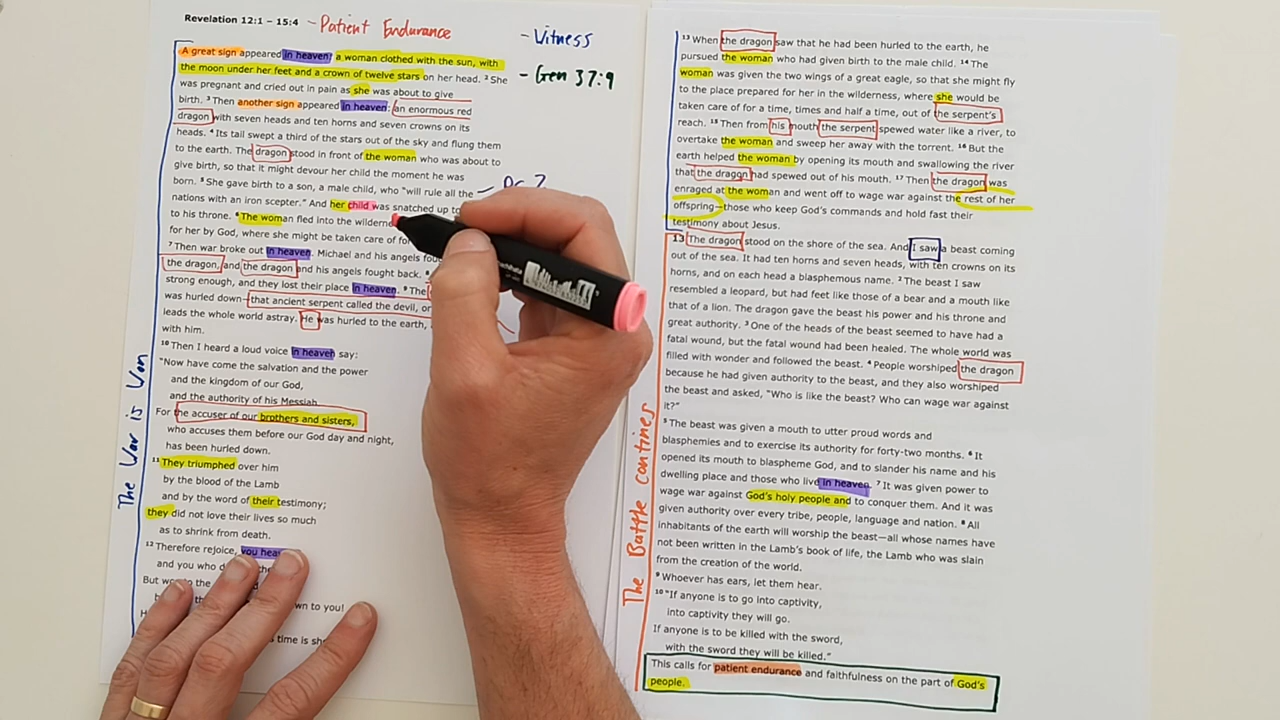 Revelation 12:1 – 15:4 - Patient Endurance
- Witness
- Gen 37:9
A great sign appeared in heaven: a woman clothed with the sun, with
the moon under her feet and a crown of twelve stars on her head. 2 She
was pregnant and cried out in pain as she was about to give
birth. 3 Then another sign appeared in heaven: an enormous red
dragon with seven heads and ten horns and seven crowns on its
heads. 4 Its tail swept a third of the stars out of the sky and flung them
to the earth. The dragon stood in front of the woman who was about to
give birth, so that it might devour her child the moment he was
born. 5 She gave birth to a son, a male child, who “will rule all the
nations with an iron scepter.” And her child was snatched up to
to his throne. 6 The woman fled into the
for her by God, where she might be taken care of for
7 Then war broke out in heaven. Michael and his angels
the dragon, and the dragon and his angels fought back.
strong enough, and they lost their place in heaven. 9 The
was hurled down—that ancient serpent called the devil, or
leads the whole world astray. He was hurled to the earth,
with him.
10 Then I heard a loud voice in heaven say:
“Now have come the salvation and the power
and the kingdom of our God,
and the authority of his Messiah.
For the accuser of our brothers and sisters,
who accuses them before our God day and night,
has been hurled down.
11 They triumphed over him
by the blood of the Lamb
and by the word of their testimony;
they did not love their lives so much
as to shrink from death.
12 Therefore rejoice, you
and you who
But
wn to you!
time is
The War is Won
13 When the dragon saw that he had been hurled to the earth, he
pursued the woman who had given birth to the male child. 14 The
woman was given the two wings of a great eagle, so that she might fly
to the place prepared for her in the wilderness, where she would be
taken care of for a time, times and half a time, out of the serpent’s
reach. 15 Then from his mouth the serpent spewed water like a river, to
overtake the woman and sweep her away with the torrent. 16 But the
earth helped the woman by opening its mouth and swallowing the river
that the dragon had spewed out of his mouth. 17 Then the dragon was
enraged at the woman and went off to wage war against the rest of her
offspring—those who keep God’s commands and hold fast their
testimony about Jesus.
13 The dragon stood on the shore of the sea. And I saw a beast coming
out of the sea. It had ten horns and seven heads, with ten crowns on its
horns, and on each head a blasphemous name. 2 The beast I saw
resembled a leopard, but had feet like those of a bear and a mouth like
that of a lion. The dragon gave the beast his power and his throne and
great authority. 3 One of the heads of the beast seemed to have had a
fatal wound, but the fatal wound had been healed. The whole world was
filled with wonder and followed the beast. 4 People worshiped the dragon
because he had given authority to the beast, and they also worshiped
the beast and asked, “Who is like the beast? Who can wage war against
it?”
5 The beast was given a mouth to utter proud words and
blasphemies and to exercise its authority for forty-two months. 6 It
opened its mouth to blaspheme God, and to slander his name and his
dwelling place and those who live in heaven. 7 It was given power to
wage war against God’s holy people and to conquer them. And it was
given authority over every tribe, people, language and nation. 8 All
inhabitants of the earth will worship the beast—all whose names have
not been written in the Lamb’s book of life, the Lamb who was slain
from the creation of the world.
9 Whoever has ears, let them hear.
10 “If anyone is to go into captivity,
into captivity they will go.
If anyone is to be killed with the sword,
with the sword they will be killed.”
This calls for patient endurance and faithfulness on the part of God’s
people.
The Battle continues